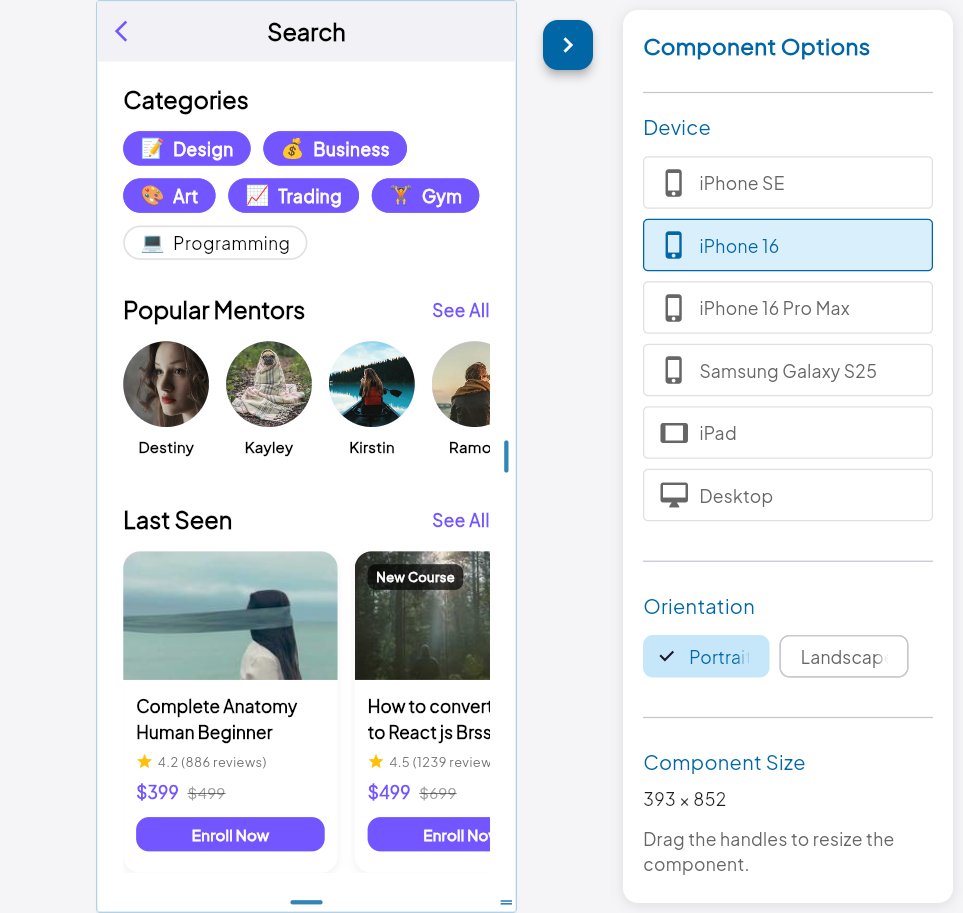 Search
Categories
Design
Business
Art
Trading
Gym
Programming
Popular Mentors
See All
Destiny
Kayley
Kirstin
Ramo
Last Seen
See All
New Course
Complete Anatomy
Human Beginner
4.2 (886 reviews)
$399 $499
Enroll Now
How to convert
to React js Brss
4.5 (1239 review
$499 $699
Enroll Nov
Component Options
Device
iPhone SE
iPhone 16
iPhone 16 Pro Max
Samsung Galaxy S25
iPad
Desktop
Orientation
Portrait
Landscape
Component Size
393 × 852
Drag the handles to resize the
component.